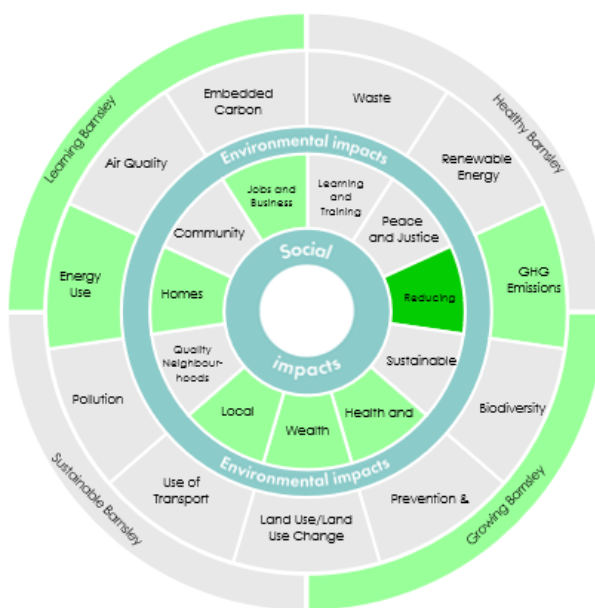 Learning Barnsley
Healthy Barnsley
Embedded
Carbon
Waste
Air Quality
Renewable
Energy
Environmental impacts
Jobs and
Business
Learning
and
Training
Community
Peace
and Justice
Social
impacts
Energy
Use
Homes
Reducing
GHG
Emissions
Quality
Neighbour-
hoods
Sustainable
Local
Wealth
Health and
Pollution
Biodiversity
Environmental impacts
Use of
Transport
Land Use/Land
Use Change
Prevention &
Sustainable Barnsley
Growing Barnsley